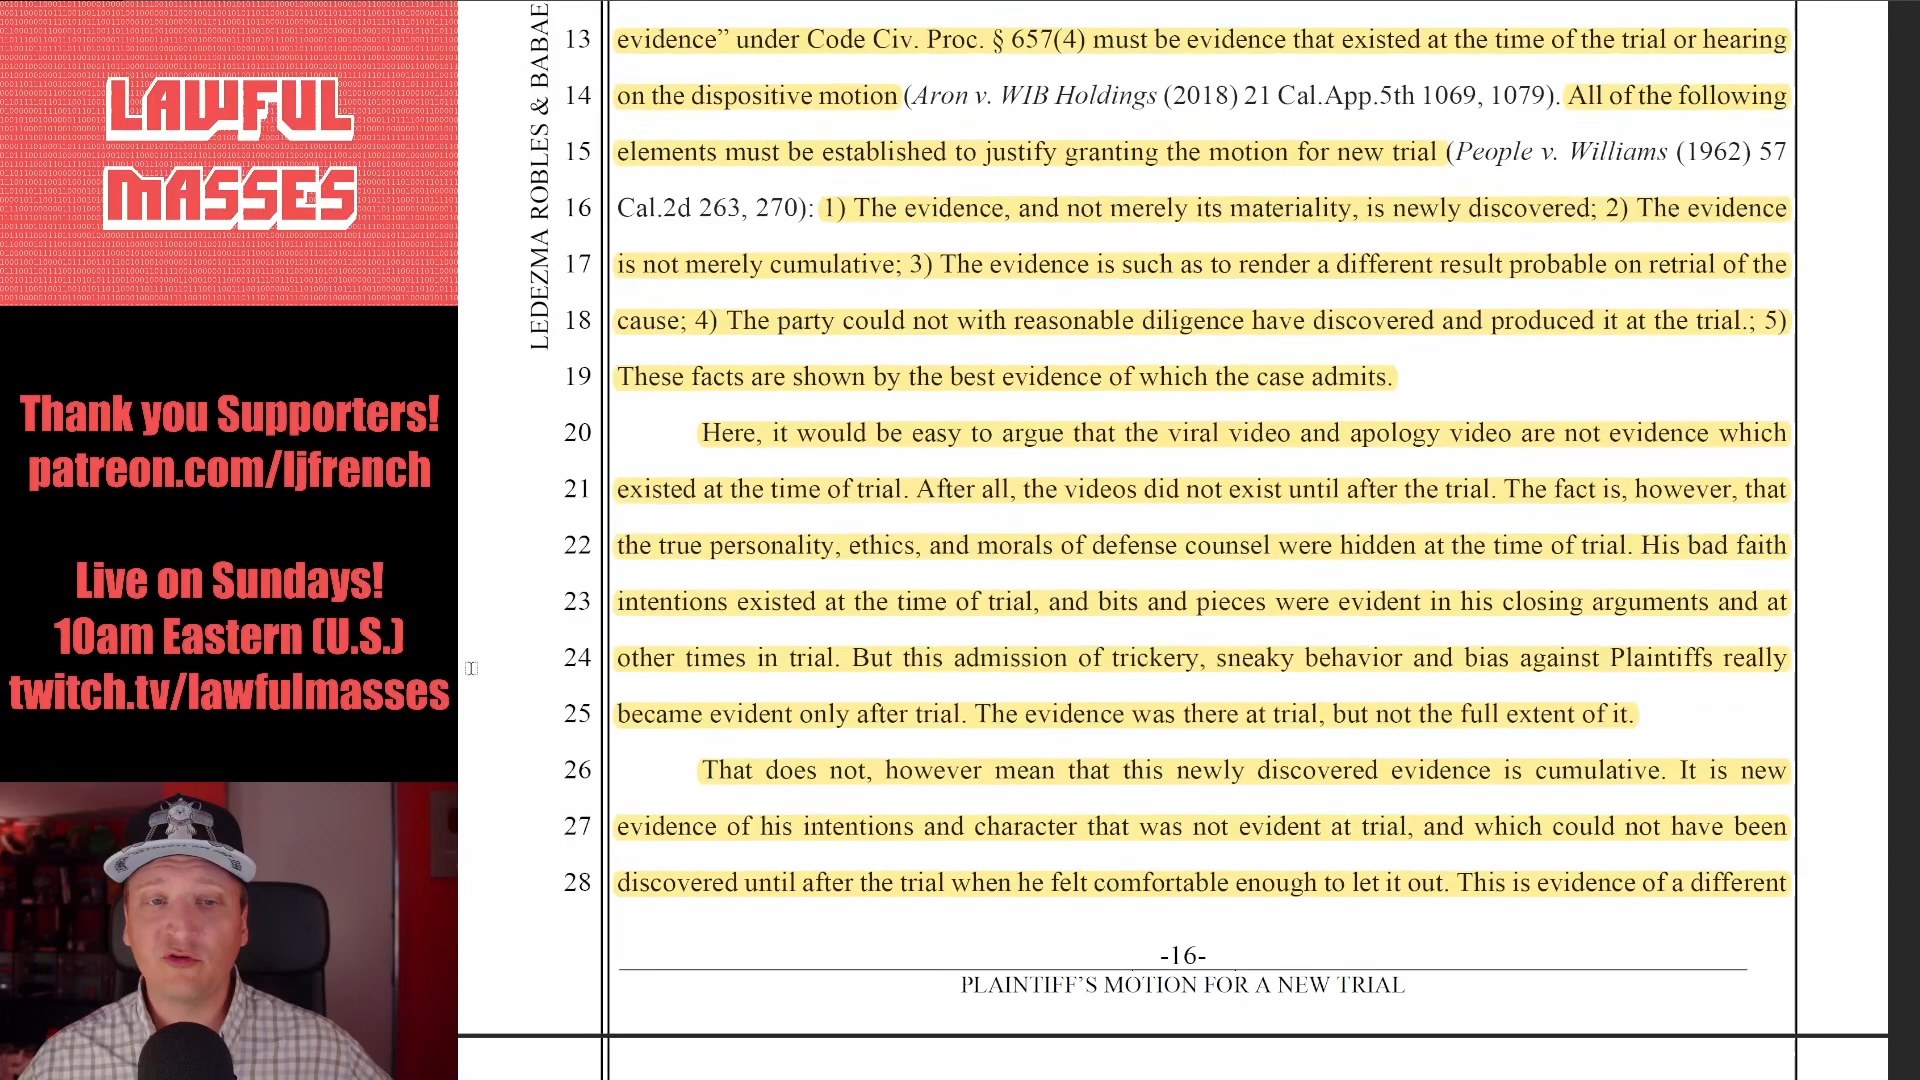 LAWFUL
MASSES
Thank you Supporters!
patreon.com/ljfrench
Live on Sundays!
10am Eastern (U.S.)
twitch.tv/lawfulmasses
LEDEZMA ROBLES & BABAE
13 evidence” under Code Civ. Proc. § 657(4) must be evidence that existed at the time of the trial or hearing
14 on the dispositive motion (Aron v. WIB Holdings (2018) 21 Cal.App.5th 1069, 1079). All of the following
15 elements must be established to justify granting the motion for new trial (People v. Williams (1962) 57
16 Cal.2d 263, 270): 1) The evidence, and not merely its materiality, is newly discovered; 2) The evidence
17 is not merely cumulative; 3) The evidence is such as to render a different result probable on retrial of the
18 cause; 4) The party could not with reasonable diligence have discovered and produced it at the trial.; 5)
19 These facts are shown by the best evidence of which the case admits.
20 Here, it would be easy to argue that the viral video and apology video are not evidence which
21 existed at the time of trial. After all, the videos did not exist until after the trial. The fact is, however, that
22 the true personality, ethics, and morals of defense counsel were hidden at the time of trial. His bad faith
23 intentions existed at the time of trial, and bits and pieces were evident in his closing arguments and at
24 other times in trial. But this admission of trickery, sneaky behavior and bias against Plaintiffs really
25 became evident only after trial. The evidence was there at trial, but not the full extent of it.
26 That does not, however mean that this newly discovered evidence is cumulative. It is new
27 evidence of his intentions and character that was not evident at trial, and which could not have been
28 discovered until after the trial when he felt comfortable enough to let it out. This is evidence of a different
-16-
PLAINTIFF’S MOTION FOR A NEW TRIAL